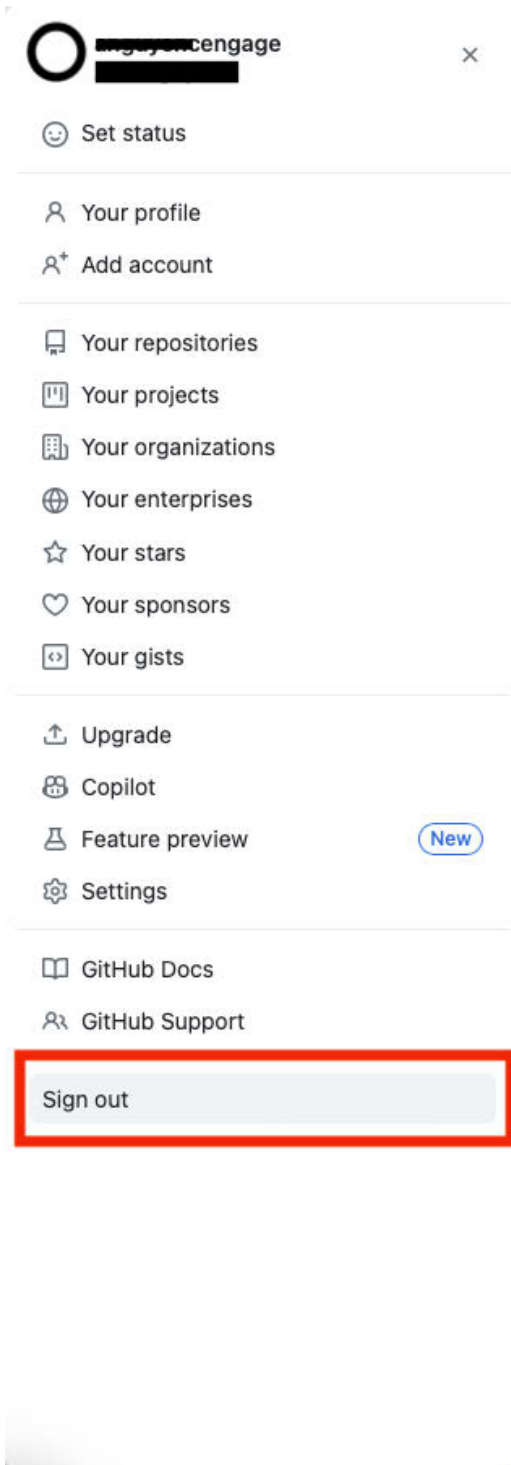 cengage
Set status
Your profile
Add account
Your repositories
Your projects
Your organizations
Your enterprises
Your stars
Your sponsors
Your gists
Upgrade
Copilot
Feature preview New
Settings
GitHub Docs
GitHub Support
Sign out